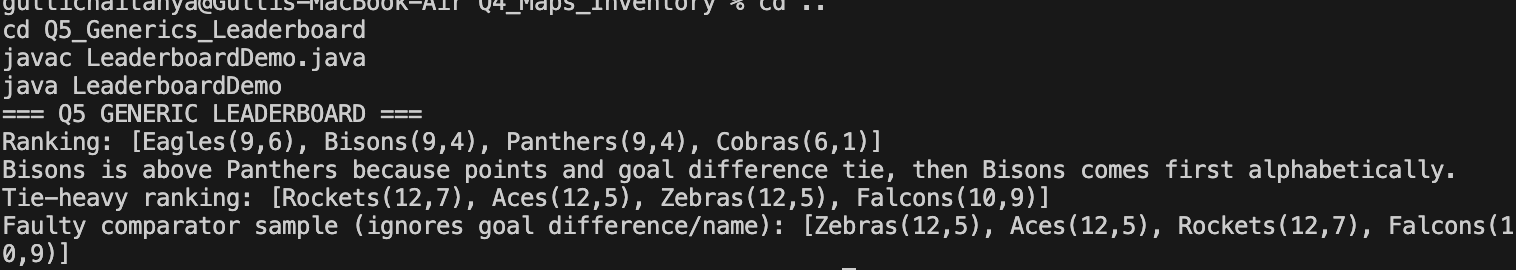 guttichaitanya@Guttis-MacBook-Air Q4_Maps_Inventory % cd ..
cd Q5_Generics_Leaderboard
javac LeaderboardDemo.java
java LeaderboardDemo
=== Q5 GENERIC LEADERBOARD ===
Ranking: [Eagles(9,6), Bisons(9,4), Panthers(9,4), Cobras(6,1)]
Bisons is above Panthers because points and goal difference tie, then Bisons comes first alphabetically.
Tie-heavy ranking: [Rockets(12,7), Aces(12,5), Zebras(12,5), Falcons(10,9)]
Faulty comparator sample (ignores goal difference/name): [Zebras(12,5), Aces(12,5), Rockets(12,7), Falcons(1
0,9)]